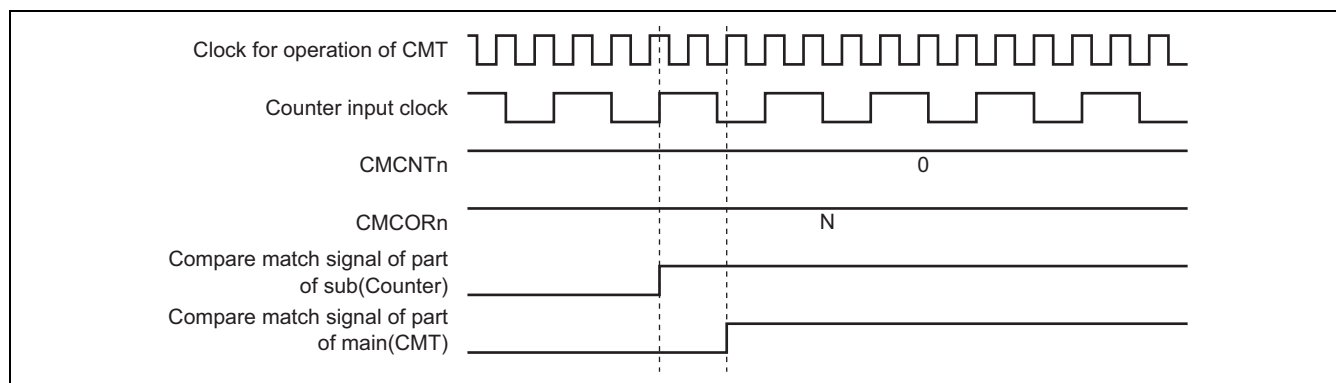 Clock for operation of CMT
Counter input clock
CMCNTn
0
CMCORn
N
Compare match signal of part
of sub(Counter)
Compare match signal of part
of main(CMT)